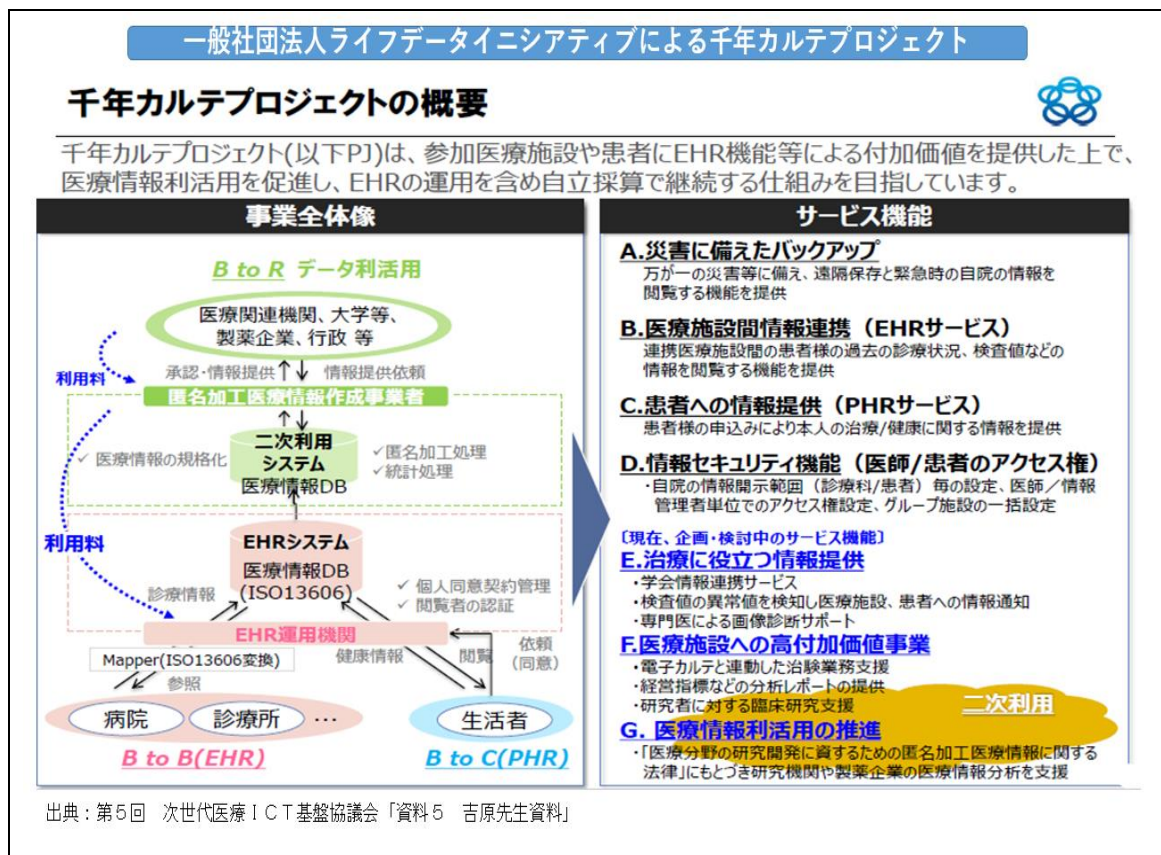 一般社団法人ライフデータイニシアティブによる千年カルテプロジェクト
千年カルテプロジェクトの概要
千年カルテプロジェクト(以下PJ)は、参加医療施設や患者にEHR機能等による付加価値を提供した上で、
医療情報利活用を促進し、EHRの運用を含め自立採算で継続する仕組みを目指しています。
事業全体像
B to R データ利活用
医療関連機関、大学等、
製薬企業、行政 等
利用料
承認・情報提供
情報提供依頼
匿名加工医療情報作成事業者
✓ 医療情報の規格化
二次利用
システム
医療情報DB
✓匿名加工処理
✓統計処理
利用料
EHRシステム
医療情報DB
(ISO13606)
診療情報
✓ 個人同意契約管理
✓ 閲覧者の認証
EHR運用機関
Mapper(ISO13606変換)
参照
健康情報
閲覧
依頼
(同意)
病院
診療所
…
生活者
B to B(EHR)
B to C(PHR)
サービス機能
A.災害に備えたバックアップ
万が一の災害等に備え、遠隔保存と緊急時の自院の情報を
閲覧する機能を提供
B.医療施設間情報連携（EHRサービス）
連携医療施設間の患者様の過去の診療状況、検査値などの
情報を閲覧する機能を提供
C.患者への情報提供（PHRサービス）
患者様の申込みにより本人の治療/健康に関する情報を提供
D.情報セキュリティ機能（医師/患者のアクセス権）
・自院の情報開示範囲（診療科/患者）毎の設定、医師／情報
管理者単位でのアクセス権設定、グループ施設の一括設定
〔現在、企画・検討中のサービス機能〕
E.治療に役立つ情報提供
・学会情報連携サービス
・検査値の異常値を検知し医療施設、患者への情報通知
・専門医による画像診断サポート
F.医療施設への高付加価値事業
・電子カルテと連動した治験業務支援
・経営指標などの分析レポートの提供
・研究者に対する臨床研究支援
二次利用
G. 医療情報利活用の推進
・「医療分野の研究開発に資するための匿名加工医療情報に関する
法律」にもとづき研究機関や製薬企業の医療情報分析を支援
出典：第５回　次世代医療ＩＣＴ基盤協議会「資料５　吉原先生資料」